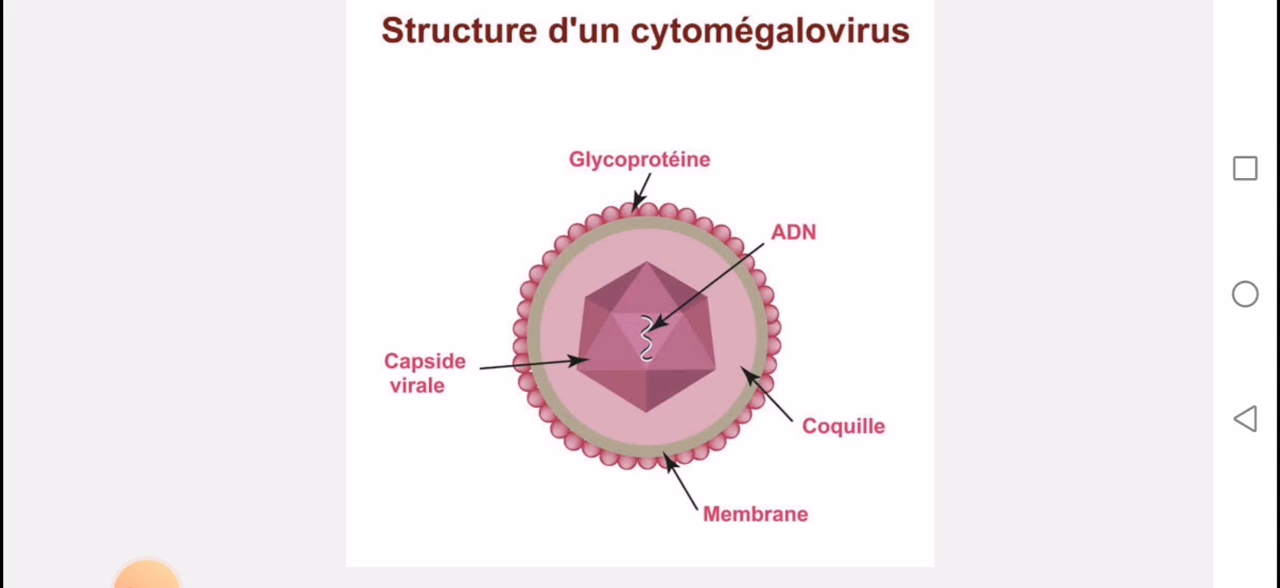 Structure d'un cytomégalovirus
Glycoprotéine
ADN
Capside
virale
Coquille
Membrane